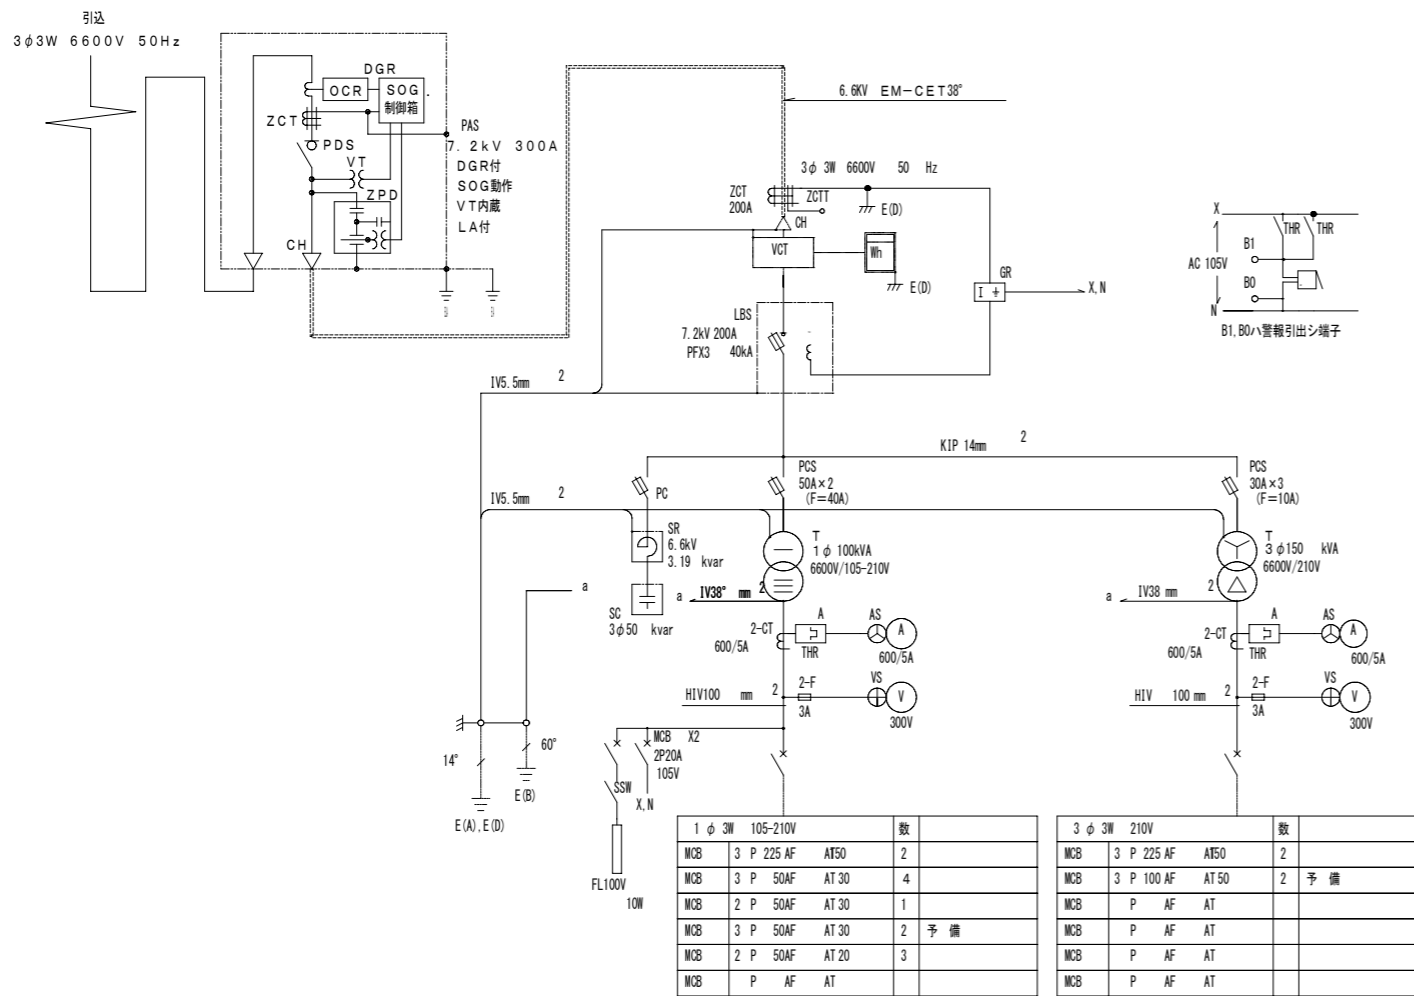 引込
3φ3W 6600V 50Hz
DGR
OCR
SOG
制御箱
ZCT
PDS
VT
ZPD
CH
PAS
7.2kV 300A
DGR付
SOG動作
VT内蔵
LA付
6.6KV EM-CET38°
3φ 3W 6600V 50 Hz
ZCT
200A
ZCTT
E(D)
CH
VCT
Wh
E(D)
GR
I
X,N
LBS
7.2kV 200A
PFX3 40kA
X
THR
THR
B1
AC 105V
B0
N
B1,B0ハ警報引出シ端子
IV5.5mm 2
KIP 14mm 2
PC
PCS
50A×2
(F=40A)
PCS
30A×3
(F=10A)
IV5.5mm 2
SR
6.6kV
3.19 kvar
T
1φ 100kVA
6600V/105-210V
T
3φ150 kVA
6600V/210V
a
SC
3φ50 kvar
a
IV38° mm 2
a
IV38 mm 2
2-CT
600/5A
A
THR
AS
A
600/5A
2-CT
600/5A
A
THR
AS
A
600/5A
HIV100 mm 2
2-F
3A
VS
V
300V
HIV 100 mm 2
2-F
3A
VS
V
300V
MCB X2
2P20A
105V
SSW
X,N
14°
60°
E(B)
E(A),E(D)
FL100V
10W
1 φ 3W 105-210V 数
MCB 3 P 225 AF AT50 2
MCB 3 P 50AF AT 30 4
MCB 2 P 50AF AT 30 1
MCB 3 P 50AF AT 30 2 予 備
MCB 2 P 50AF AT 20 3
MCB P AF AT
3 φ 3W 210V 数
MCB 3 P 225 AF AT50 2
MCB 3 P 100 AF AT 50 2 予 備
MCB P AF AT
MCB P AF AT
MCB P AF AT
MCB P AF AT